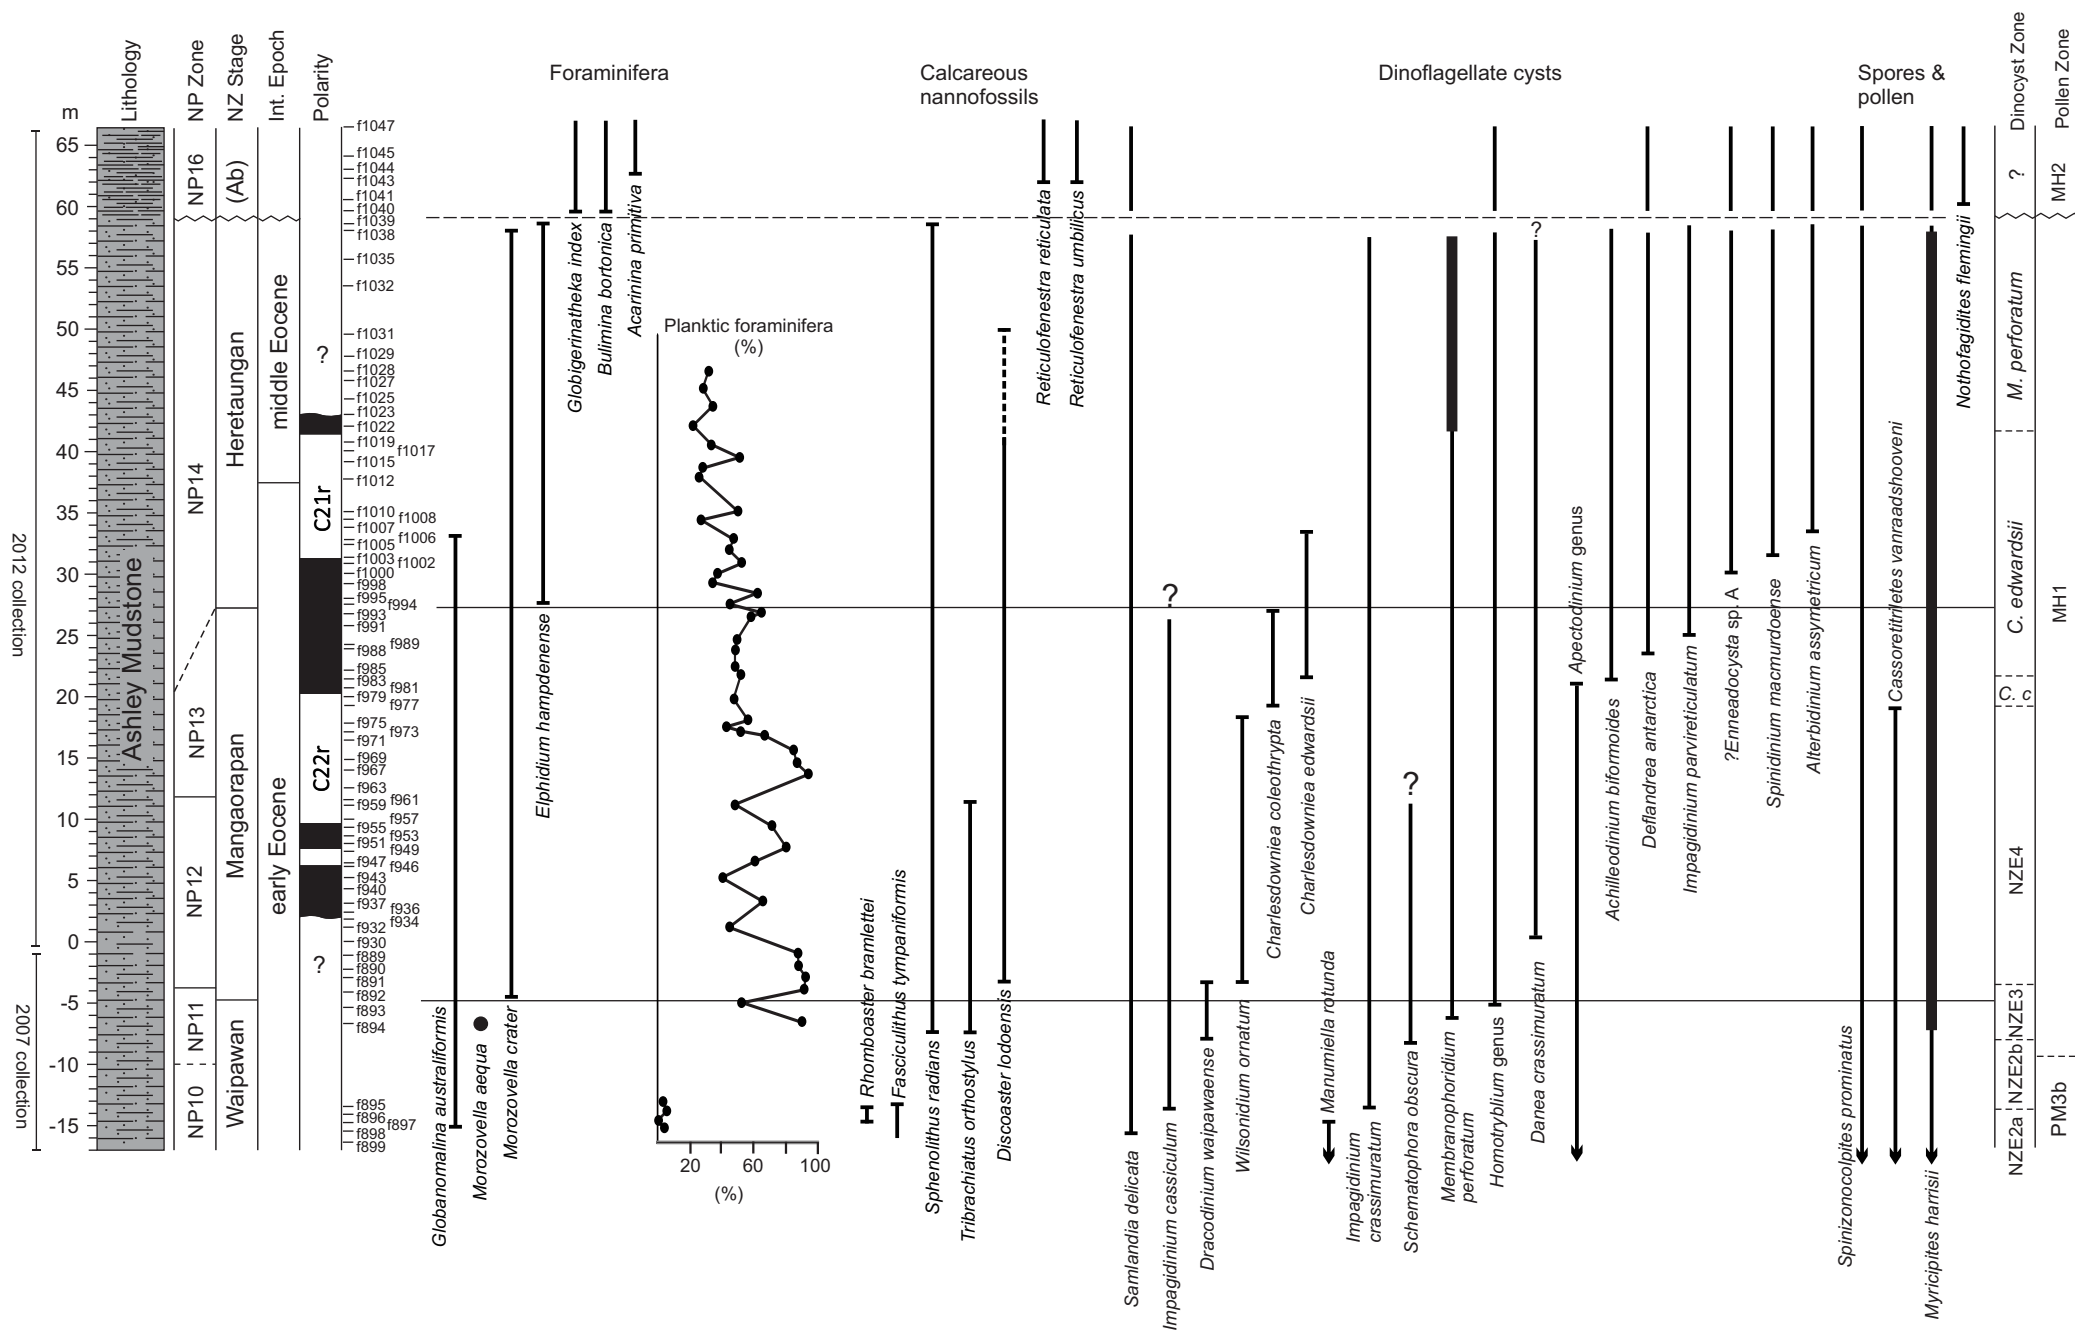 Foraminifera
Calcareous
nannofossils
Dinoflagellate cysts
Spores &
pollen
m
Lithology
NP Zone
NZ Stage
Int. Epoch
Polarity
Dinocyst Zone
Pollen Zone
65
60
55
50
45
40
35
30
25
20
15
10
5
0
-5
-10
-15
2012 collection
2007 collection
Ashley Mudstone
NP16
NP14
NP13
NP12
NP11
NP10
(Ab)
Heretaungan
Mangaorapan
Waipawan
middle Eocene
early Eocene
?
C21r
C22r
?
f1047
f1045
f1044
f1043
f1041
f1040
f1039
f1038
f1035
f1032
f1031
f1029
f1028
f1027
f1025
f1023
f1022
f1019
f1017
f1015
f1012
f1010
f1008
f1007
f1006
f1005
f1003
f1002
f1000
f998
f995
f994
f993
f991
f989
f988
f985
f983
f981
f979
f977
f975
f973
f971
f969
f967
f963
f961
f959
f957
f955
f953
f951
f949
f947
f946
f943
f940
f937
f936
f934
f932
f930
f889
f890
f891
f892
f893
f894
f895
f896
f897
f898
f899
Globanomalina australiformis
Morozovella aequa
Morozovella crater
Elphidium hampdenense
Globigerinatheka index
Bulimina bortonica
Acarinina primitiva
Planktic foraminifera
(%)
20
60
100
(%)
Rhomboaster bramlettei
Fasciculithus tympaniformis
Sphenolithus radians
Tribrachiatus orthostylus
Discoaster lodoensis
Reticulofenestra reticulata
Reticulofenestra umbilicus
Samlandia delicata
?
Impagidinium cassiculum
Dracodinium waipawaense
Wilsonidium ornatum
Charlesdowniea coleothrypta
Charlesdowniea edwardsii
Manumiella rotunda
Impagidinium
crassimuratum
?
Schematophora obscura
Membranophoridium
perforatum
Homotryblium genus
?
Danea crassimuratum
Apectodinium genus
Achilleodinium biformoides
Deflandrea antarctica
Impagidinium parvireticulatum
?Enneadocysta sp. A
Spinidinium macmurdoense
Alterbidinium assymetricum
Spinizonocolpites prominatus
Cassoretitriletes vanraadshooveni
Myricipites harrisii
Nothofagidites flemingii
?
M. perforatum
C. edwardsii
C. c
NZE4
NZE3
NZE2b
NZE2a
MH2
MH1
PM3b